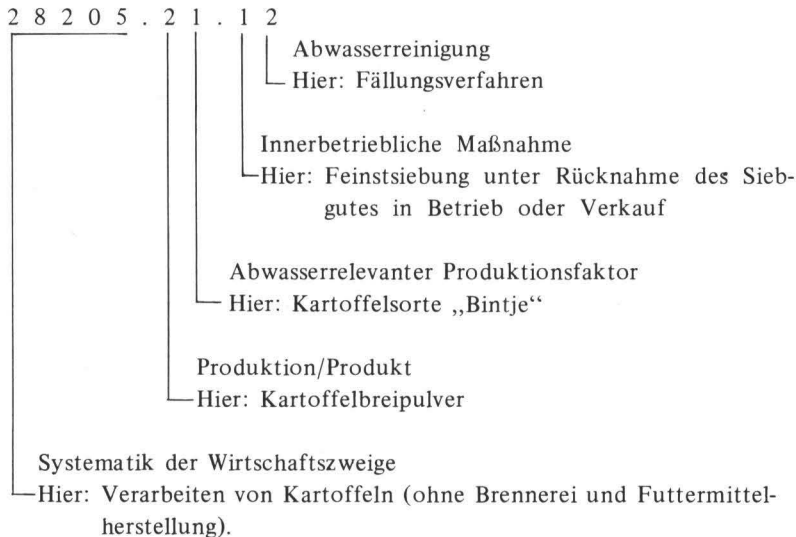 2 8 2 0 5 . 2 1 . 1 2
Abwasserreinigung
Hier: Fällungsverfahren
Innerbetriebliche Maßnahme
Hier: Feinstsiebung unter Rücknahme des Sieb-
gutes in Betrieb oder Verkauf
Abwasserrelevanter Produktionsfaktor
Hier: Kartoffelsorte „Bintje“
Produktion/Produkt
Hier: Kartoffelbreipulver
Systematik der Wirtschaftszweige
Hier: Verarbeiten von Kartoffeln (ohne Brennerei und Futtermittel-
herstellung).